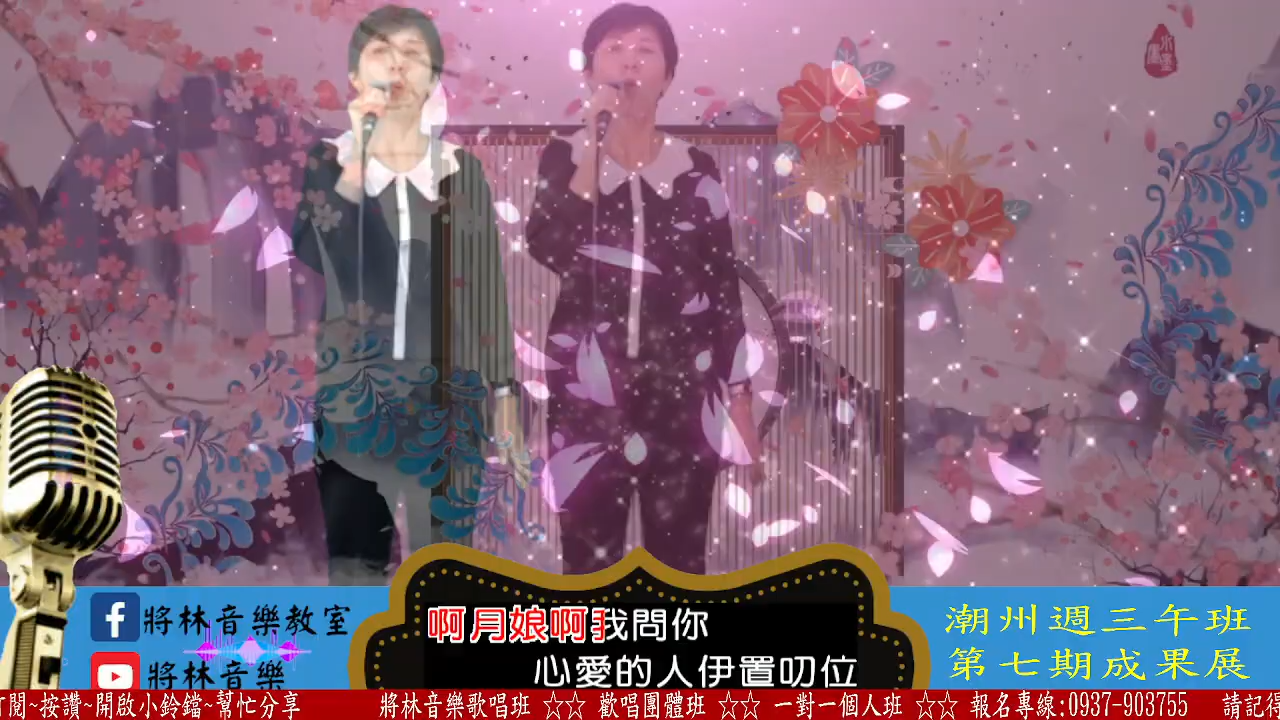 水墨
啊月娘啊我問你
心愛的人伊置叨位
將林音樂教室
將林音樂
潮州週三午班
第七期成果展
訂閱~按讚~開啟小鈴鐺~幫忙分享 將林音樂歌唱班 ☆☆ 歡唱團體班 ☆☆ 一對一個人班 ☆☆ 報名專線:0937-903755 請記得